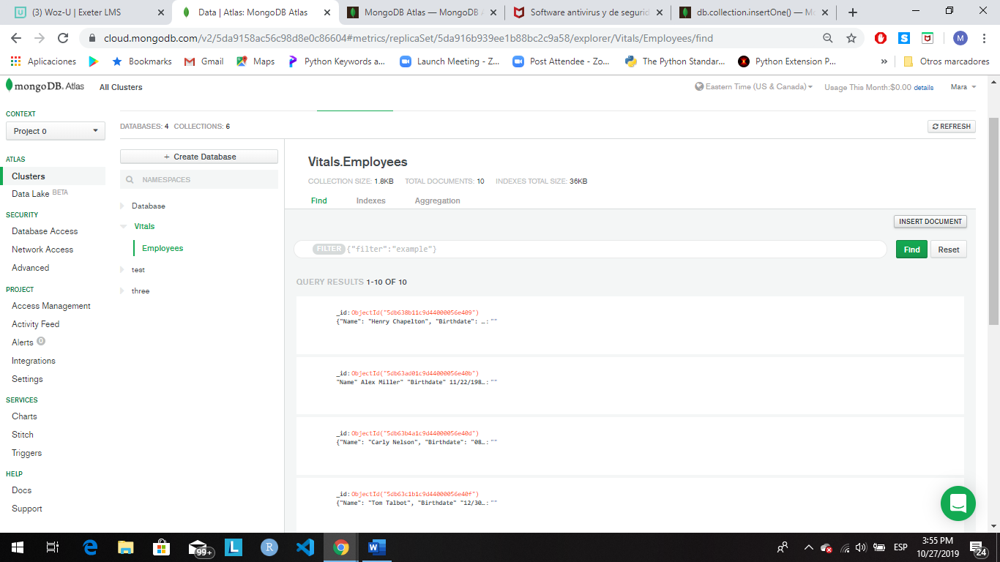 (3) Woz-U | Exeter LMS
Data | Atlas: MongoDB Atlas
MongoDB Atlas — MongoDB A
Software antivirus y de segurid
db.collection.insertOne() — Mo
cloud.mongodb.com/v2/5da9158ac56c98d8e0c86604#metrics/replicaSet/5da916b939ee1b88bc2c9a58/explorer/Vitals/Employees/find
M
Aplicaciones
Bookmarks
Gmail
Maps
Python Keywords a...
Launch Meeting - Z...
Post Attendee - Zo...
The Python Standar...
Python Extension P...
»
Otros marcadores
mongoDB. Atlas
All Clusters
Eastern Time (US & Canada)
Usage This Month:$0.00 details
Mara
CONTEXT
Project 0
ATLAS
Clusters
Data Lake BETA
SECURITY
Database Access
Network Access
Advanced
PROJECT
Access Management
Activity Feed
Alerts 0
Integrations
Settings
SERVICES
Charts
Stitch
Triggers
HELP
Docs
Support
DATABASES: 4 COLLECTIONS: 6
REFRESH
+ Create Database
NAMESPACES
Database
Vitals
Employees
test
three
Vitals.Employees
COLLECTION SIZE: 1.8KB TOTAL DOCUMENTS: 10 INDEXES TOTAL SIZE: 36KB
Find
Indexes
Aggregation
INSERT DOCUMENT
FILTER {"filter":"example"}
Find
Reset
QUERY RESULTS 1-10 OF 10
_id:ObjectId("5db638b11c9d44000056e409")
{"Name": "Henry Chapelton", "Birthdate": …:""
_id:ObjectId("5db63ad01c9d44000056e40b")
"Name" Alex Miller" "Birthdate" 11/22/198…:""
_id:ObjectId("5db63b4a1c9d44000056e40d")
{"Name": "Carly Nelson", "Birthdate": "08…:""
_id:ObjectId("5db63c1b1c9d44000056e40f")
{"Name": "Tom Talbot", "Birthdate" "12/30…:""
99+
L
R
W
ESP
3:55 PM
10/27/2019
24